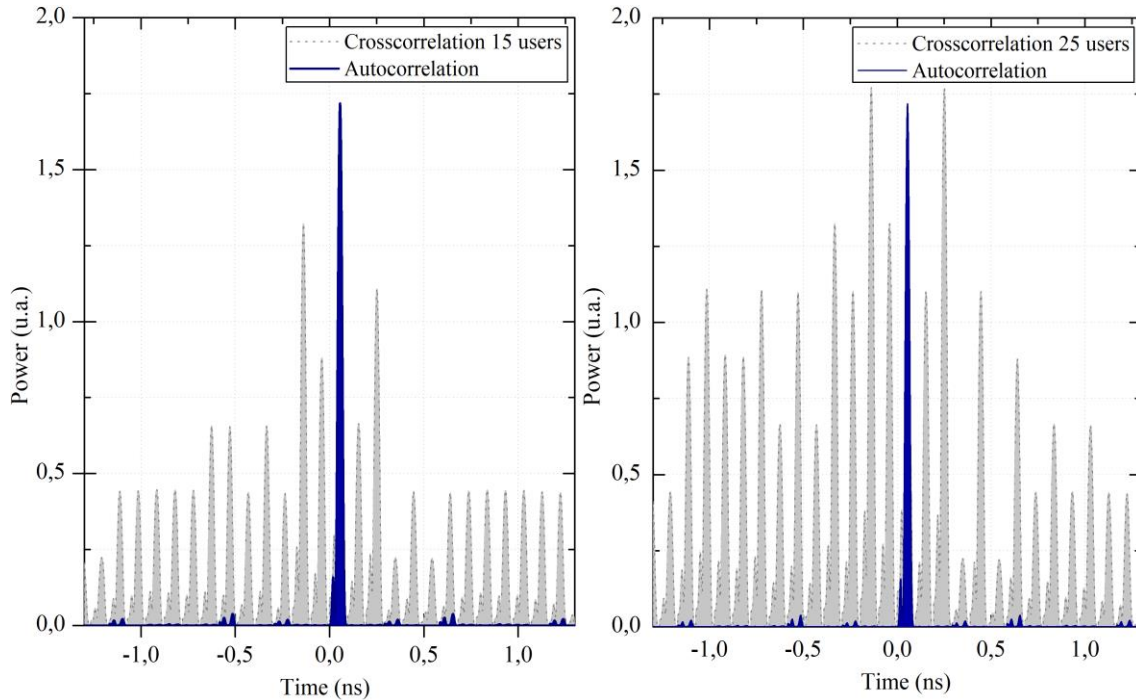 2,0
1,5
1,0
0,5
0,0
Power (u.a.)
Crosscorrelation 15 users
Autocorrelation
-1,0 -0,5 0,0 0,5 1,0
Time (ns)
2,0
1,5
1,0
0,5
0,0
Power (u.a.)
Crosscorrelation 25 users
Autocorrelation
-1,0 -0,5 0,0 0,5 1,0
Time (ns)